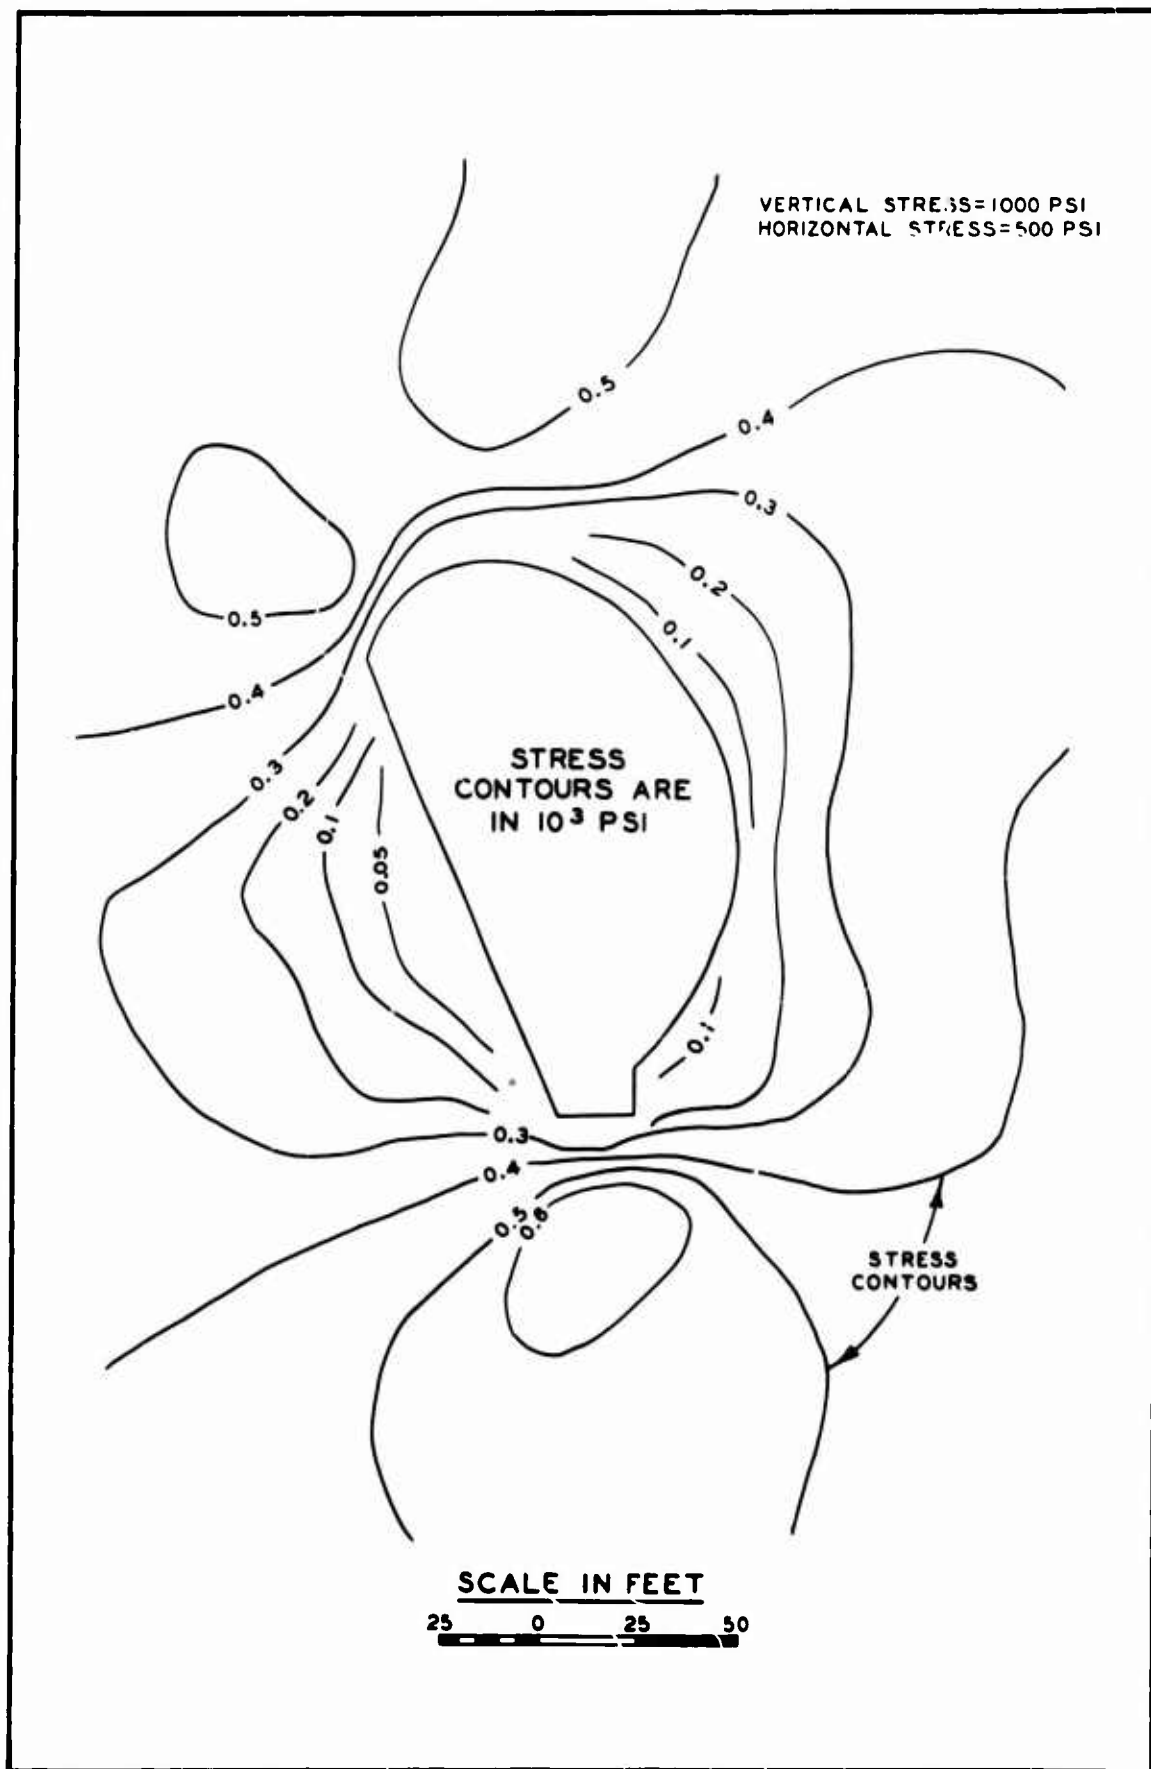 VERTICAL STRESS=1000 PSI
HORIZONTAL STRESS=500 PSI
0.5
0.4
0.3
0.2
0.1
0.5
0.4
0.3
0.2
0.1
0.05
STRESS
CONTOURS ARE
IN 10³ PSI
0.1
0.3
0.4
0.5
0.6
STRESS
CONTOURS
SCALE IN FEET
25 0 25 50